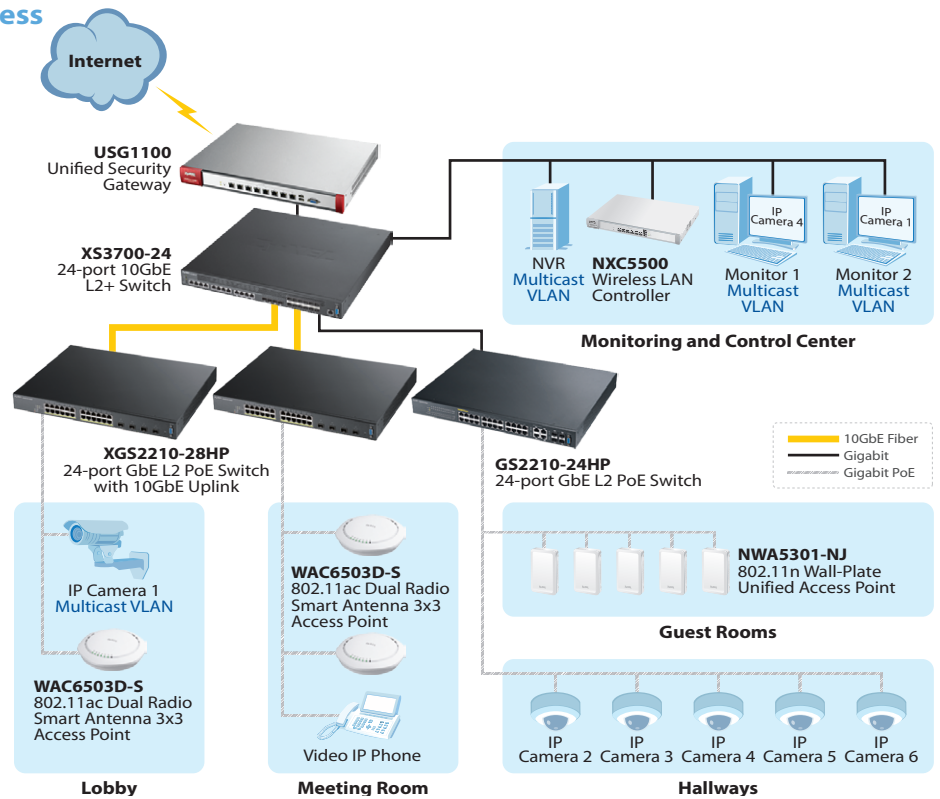 ess
Internet
USG1100
Unified Security
Gateway
XS3700-24
24-port 10GbE
L2+ Switch
NVR
Multicast
VLAN
NXC5500
Wireless LAN
Controller
IP
Camera 4
Monitor 1
Multicast
VLAN
IP
Camera 1
Monitor 2
Multicast
VLAN
Monitoring and Control Center
XGS2210-28HP
24-port GbE L2 PoE Switch
with 10GbE Uplink
GS2210-24HP
24-port GbE L2 PoE Switch
10GbE Fiber
Gigabit
Gigabit PoE
IP Camera 1
Multicast VLAN
WAC6503D-S
802.11ac Dual Radio
Smart Antenna 3x3
Access Point
Lobby
WAC6503D-S
802.11ac Dual Radio
Smart Antenna 3x3
Access Point
Video IP Phone
Meeting Room
NWA5301-NJ
802.11n Wall-Plate
Unified Access Point
Guest Rooms
IP
Camera 2
IP
Camera 3
IP
Camera 4
IP
Camera 5
IP
Camera 6
Hallways